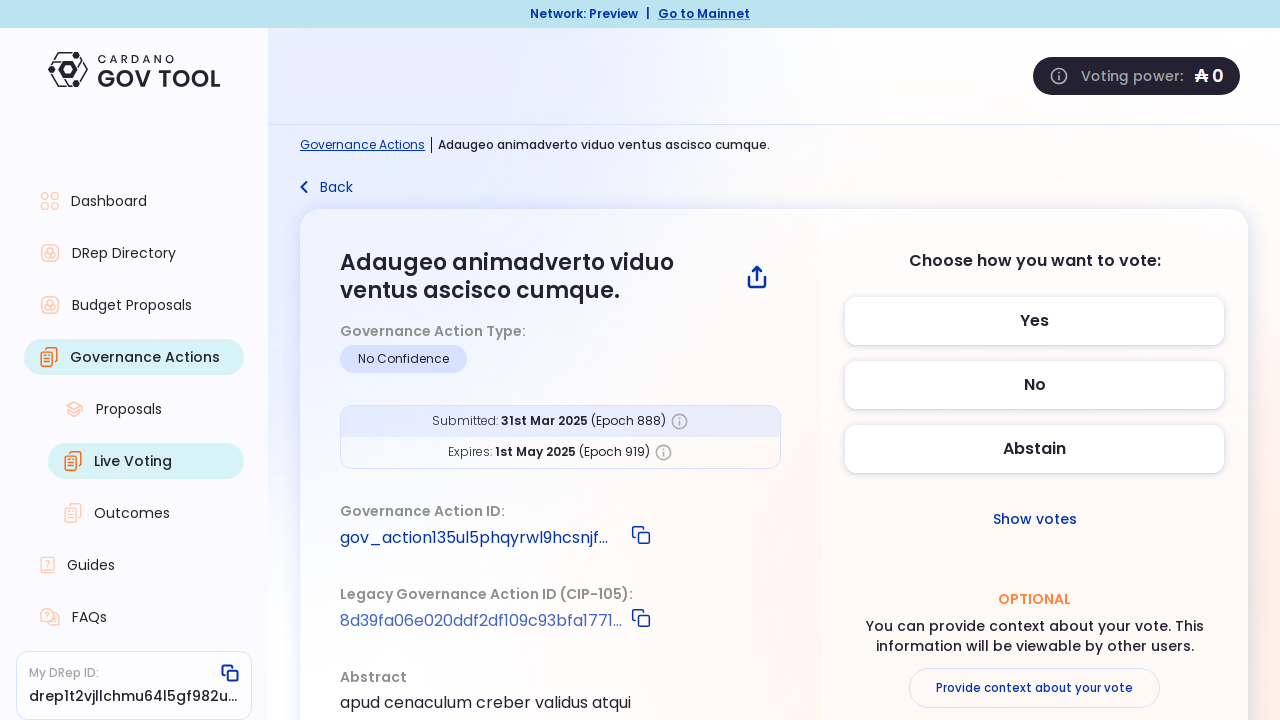 Network: Preview | Go to Mainnet
CARDANO
GOV TOOL
Voting power: ₳ 0
Governance Actions | Adaugeo animadverto viduo ventus ascisco cumque.
Back
Dashboard
DRep Directory
Budget Proposals
Governance Actions
Proposals
Live Voting
Outcomes
Guides
FAQs
My DRep ID:
drep1t2vjllchmu64l5gf982u...
Adaugeo animadverto viduo
ventus ascisco cumque.
Governance Action Type:
No Confidence
Submitted: 31st Mar 2025 (Epoch 888)
Expires: 1st May 2025 (Epoch 919)
Governance Action ID:
gov_action135ul5phqyrwl9hcsnjf...
Legacy Governance Action ID (CIP-105):
8d39fa06e020ddf2df109c93bfa1771...
Abstract
apud cenaculum creber validus atqui
Choose how you want to vote:
Yes
No
Abstain
Show votes
OPTIONAL
You can provide context about your vote. This
information will be viewable by other users.
Provide context about your vote